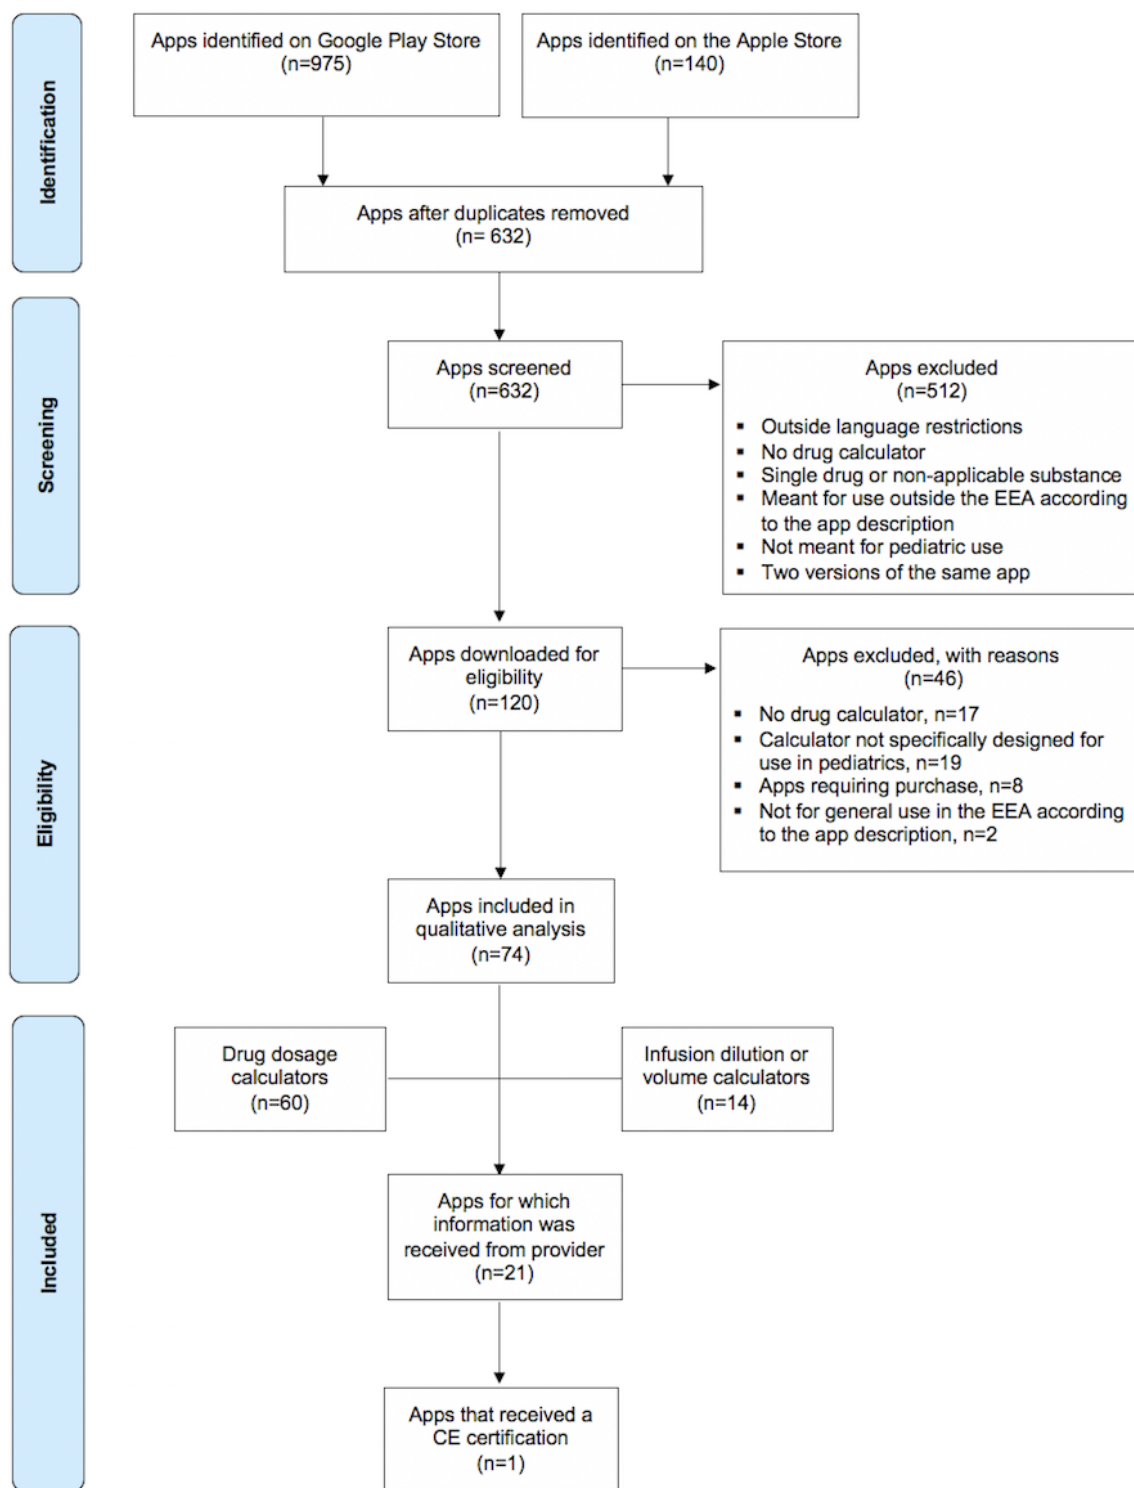 Identification
Apps identified on Google Play Store
(n=975)
Apps identified on the Apple Store
(n=140)
Apps after duplicates removed
(n= 632)
Screening
Apps screened
(n=632)
Apps excluded
(n=512)
▪ Outside language restrictions
▪ No drug calculator
▪ Single drug or non-applicable substance
▪ Meant for use outside the EEA according
to the app description
▪ Not meant for pediatric use
▪ Two versions of the same app
Eligibility
Apps downloaded for
eligibility
(n=120)
Apps excluded, with reasons
(n=46)
▪ No drug calculator, n=17
▪ Calculator not specifically designed for
use in pediatrics, n=19
▪ Apps requiring purchase, n=8
▪ Not for general use in the EEA according
to the app description, n=2
Apps included in
qualitative analysis
(n=74)
Included
Drug dosage
calculators
(n=60)
Infusion dilution or
volume calculators
(n=14)
Apps for which
information was
received from provider
(n=21)
Apps that received a
CE certification
(n=1)